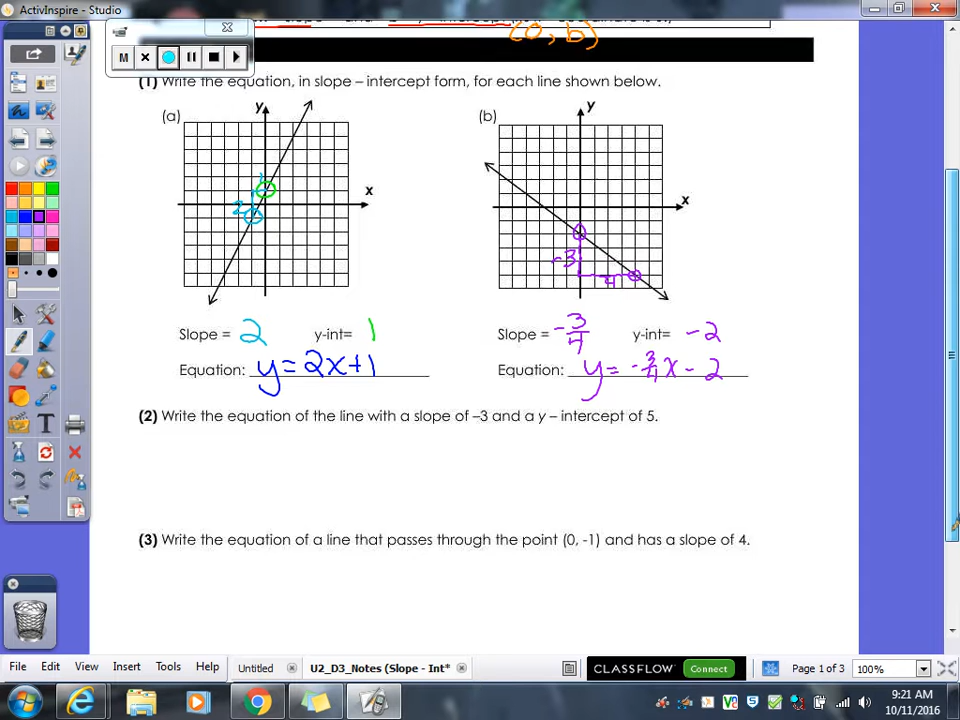 ActivInspire - Studio
(0, b)
M
(1) Write the equation, in slope – intercept form, for each line shown below.
(a) y x
(b) y x
1
2
-3
4
Slope = 2 y-int= 1
Slope = -3/4 y-int= -2
Equation: y = 2x+1
Equation: y = -3/4x - 2
(2) Write the equation of the line with a slope of –3 and a y – intercept of 5.
(3) Write the equation of a line that passes through the point (0, -1) and has a slope of 4.
File Edit View Insert Tools Help Untitled U2_D3_Notes (Slope - Int* CLASSFLOW Connect Page 1 of 3 100%
9:21 AM
10/11/2016